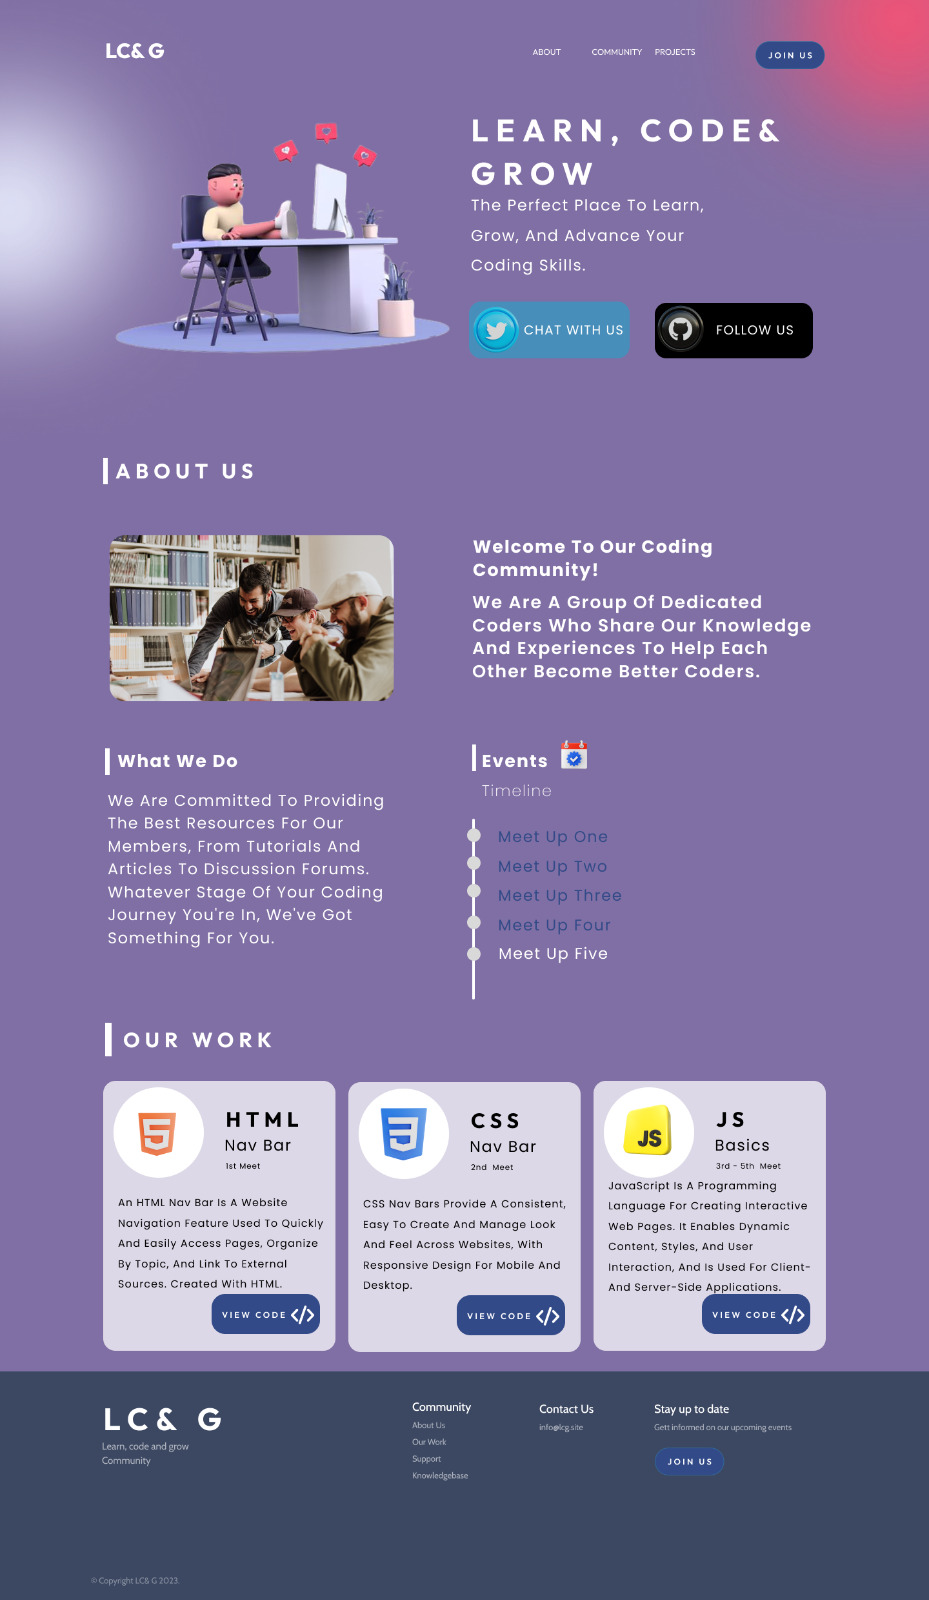 LC& G
ABOUT
COMMUNITY
PROJECTS
JOIN US
LEARN, CODE&
GROW
The Perfect Place To Learn,
Grow, And Advance Your
Coding Skills.
CHAT WITH US
FOLLOW US
ABOUT US
Welcome To Our Coding
Community!
We Are A Group Of Dedicated
Coders Who Share Our Knowledge
And Experiences To Help Each
Other Become Better Coders.
What We Do
We Are Committed To Providing
The Best Resources For Our
Members, From Tutorials And
Articles To Discussion Forums.
Whatever Stage Of Your Coding
Journey You're In, We've Got
Something For You.
Events
Timeline
Meet Up One
Meet Up Two
Meet Up Three
Meet Up Four
Meet Up Five
OUR WORK
HTML
Nav Bar
1st Meet
An HTML Nav Bar Is A Website
Navigation Feature Used To Quickly
And Easily Access Pages, Organize
By Topic, And Link To External
Sources. Created With HTML.
VIEW CODE </>
CSS
Nav Bar
2nd Meet
CSS Nav Bars Provide A Consistent,
Easy To Create And Manage Look
And Feel Across Websites, With
Responsive Design For Mobile And
Desktop.
VIEW CODE </>
JS
JS
Basics
3rd - 5th Meet
JavaScript Is A Programming
Language For Creating Interactive
Web Pages. It Enables Dynamic
Content, Styles, And User
Interaction, And Is Used For Client-
And Server-Side Applications.
VIEW CODE </>
LC& G
Learn, code and grow
Community
Community
About Us
Our Work
Support
Knowledgebase
Contact Us
info@lcg.site
Stay up to date
Gett informed on our upcoming events
JOIN US
© Copyright LC& G 2023.